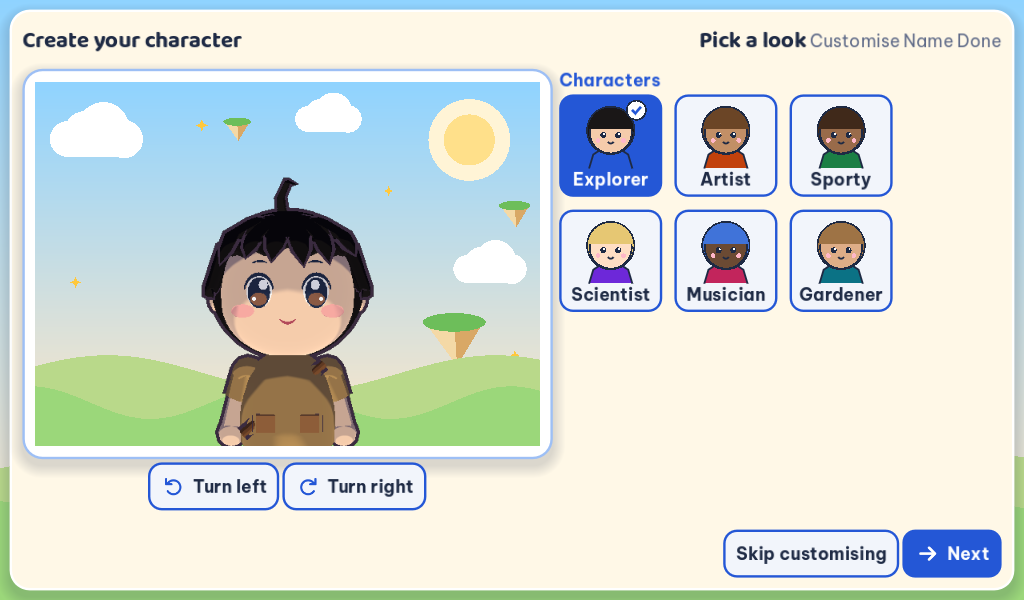 Create your character
Pick a look Customise Name Done
Characters
Explorer
Artist
Sporty
Scientist
Musician
Gardener
Turn left
Turn right
Skip customising
Next